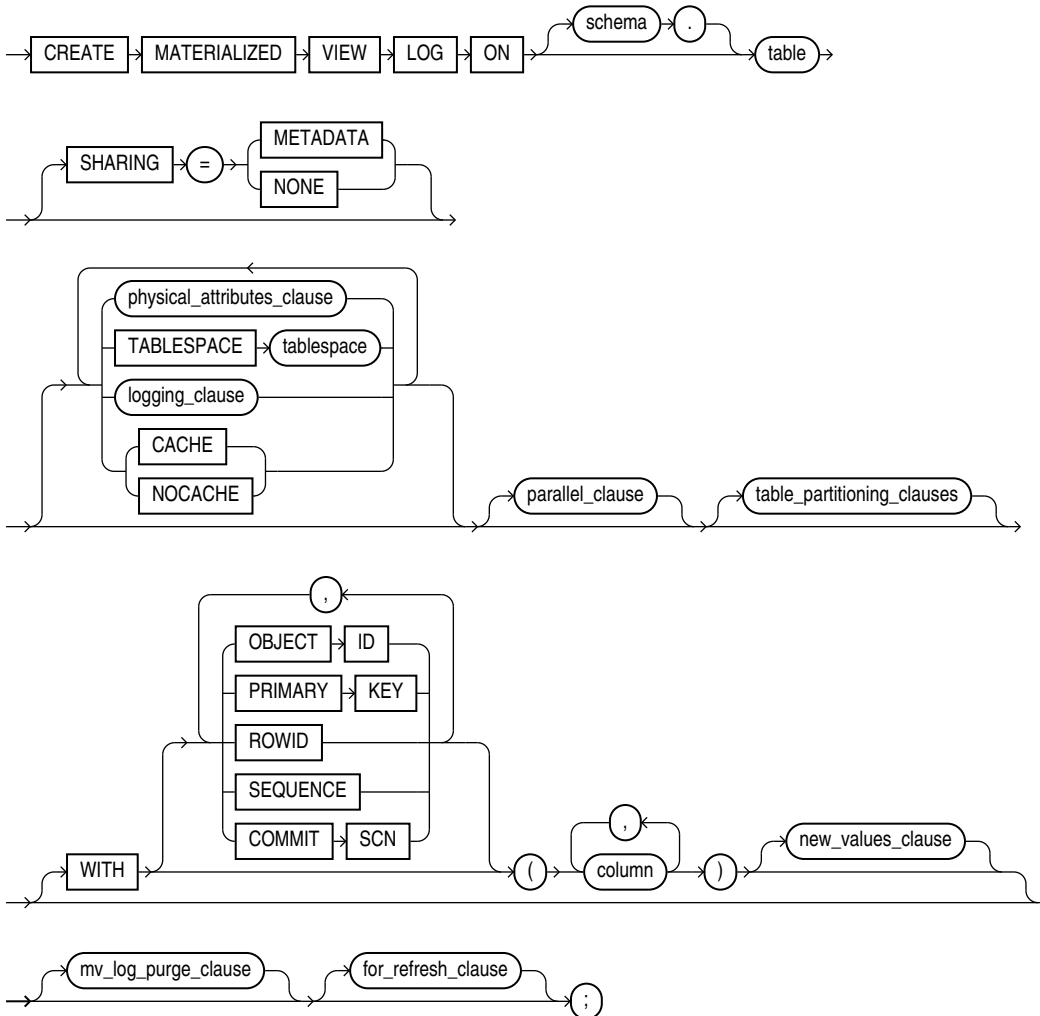 schema .
CREATE MATERIALIZED VIEW LOG ON table
METADATA
SHARING =
NONE
physical_attributes_clause
TABLESPACE tablespace
logging_clause
CACHE
NOCACHE
parallel_clause table_partitioning_clauses
,
OBJECT ID
PRIMARY KEY
ROWID
SEQUENCE
,
COMMIT SCN
new_values_clause
WITH ( column )
mv_log_purge_clause for_refresh_clause
;